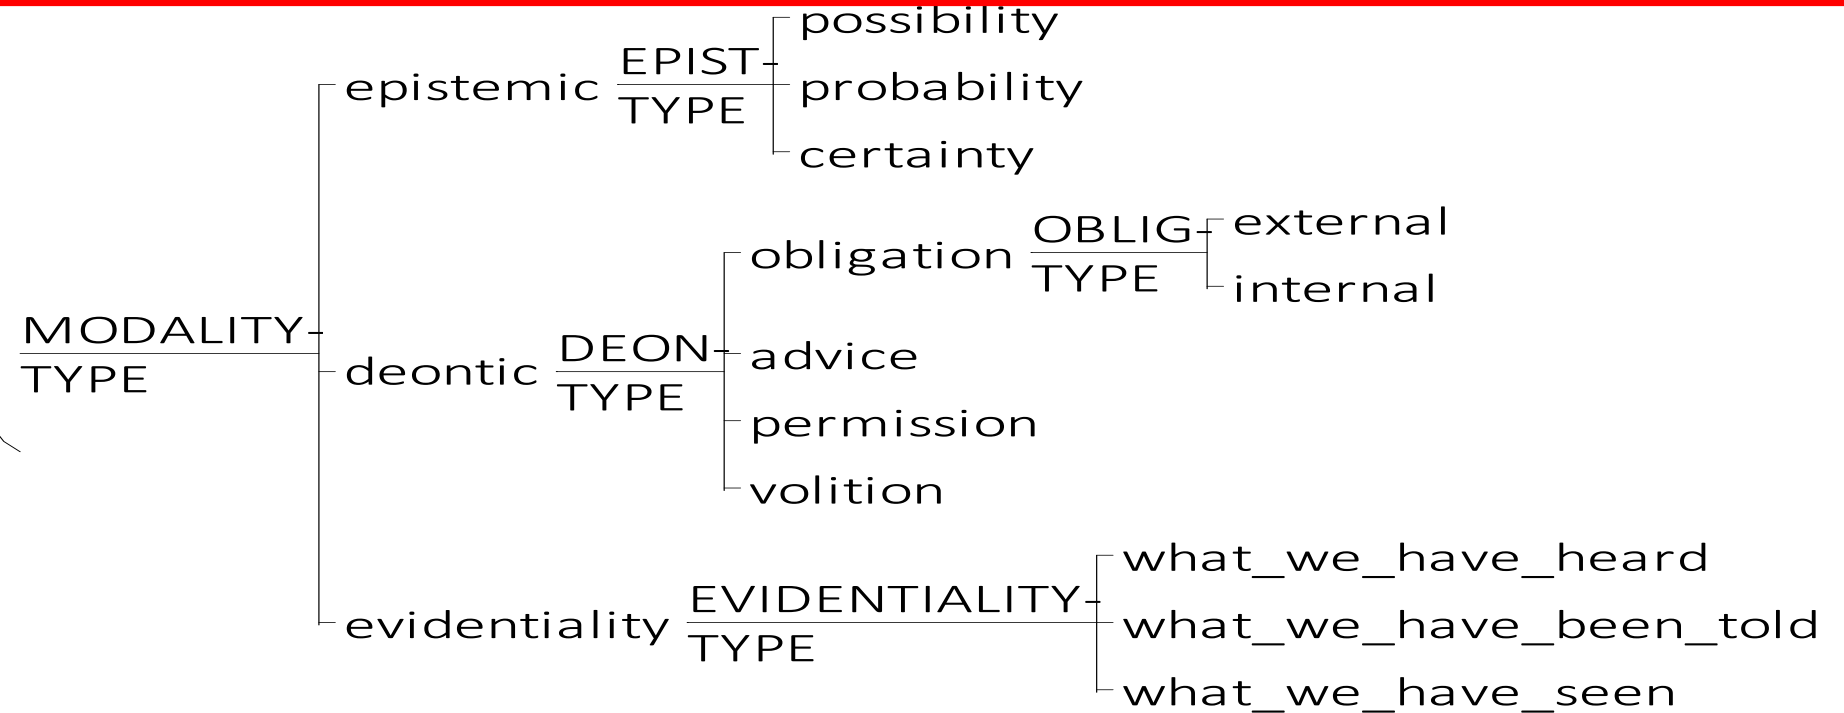 possibility
epistemic EPIST TYPE probability
certainty
obligation OBLIG TYPE external
internal
MODALITY TYPE
deontic DEON TYPE advice
permission
volition
what_we_have_heard
evidentiality EVIDENTIALITY TYPE what_we_have_been_told
what_we_have_seen